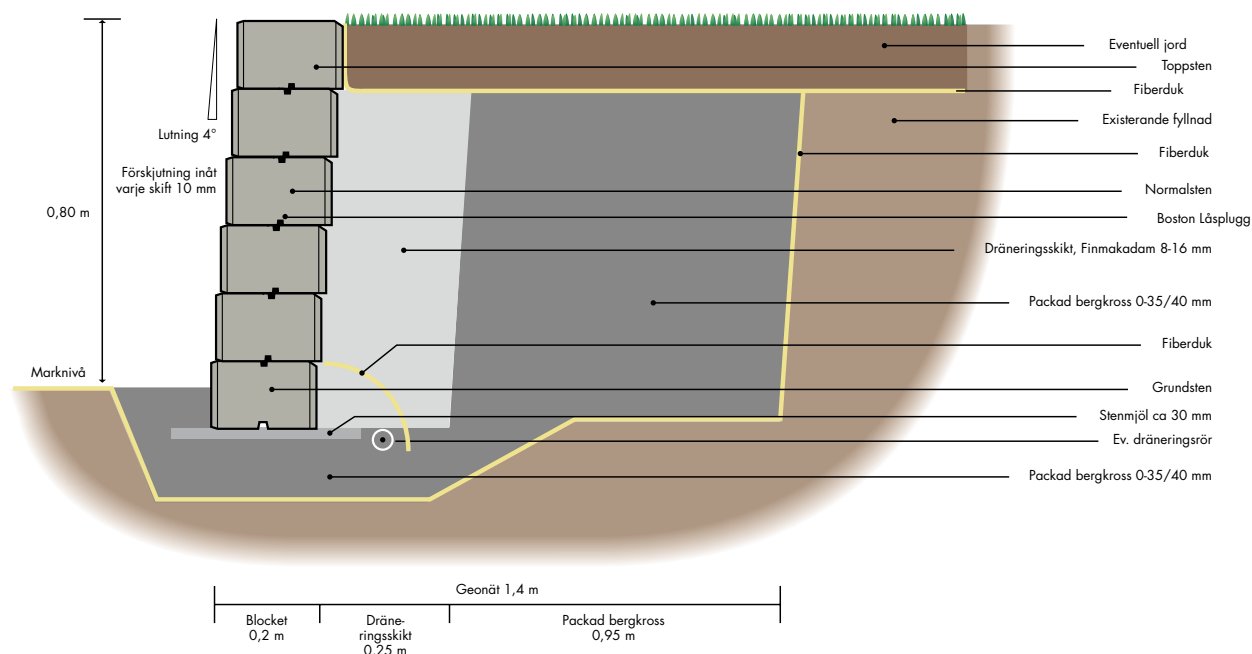 Eventuell jord
Toppsten
Fiberduk
Lutning 4°
Existerande fyllnad
Fiberduk
Förskjutning inåt
varje skift 10 mm
Normalsten
0,80 m
Boston Låsplugg
Dräneringsskikt, Finmakadam 8-16 mm
Packad bergkross 0-35/40 mm
Fiberduk
Marknivå
Grundsten
Stenmjöl ca 30 mm
Ev. dräneringsrör
Packad bergkross 0-35/40 mm
Geonät 1,4 m
Blocket
0,2 m
Dräne-
ringsskikt
0,25 m
Packad bergkross
0,95 m